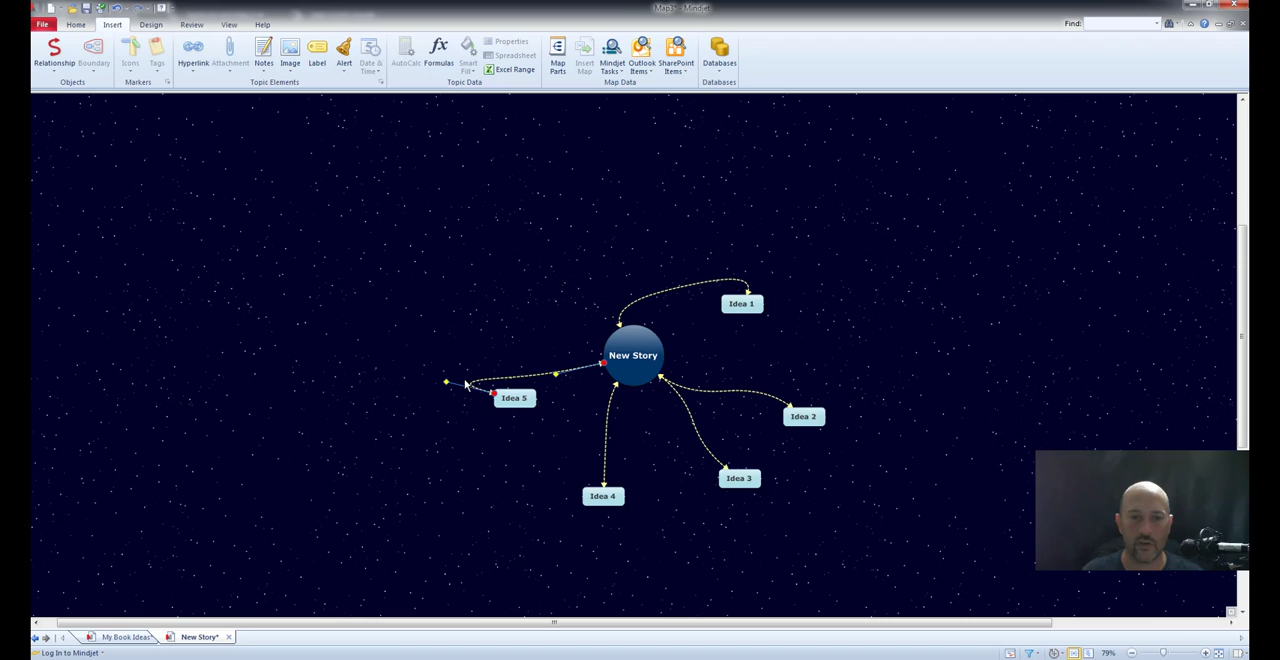 Map3* - Mindjet
File Home Insert Design Review View Help
Find:
Relationship Boundary Icons Tags Hyperlink Attachment Notes Image Label Alert Date & Time AutoCalc Formulas Smart Fill Properties Spreadsheet Excel Range Map Parts Insert Map Mindjet Tasks Outlook Items SharePoint Items Databases
Objects Markers Topic Elements Topic Data Map Data Databases
Idea 1
New Story
Idea 5
Idea 2
Idea 3
Idea 4
My Book Ideas* New Story*
Log In to Mindjet
79%